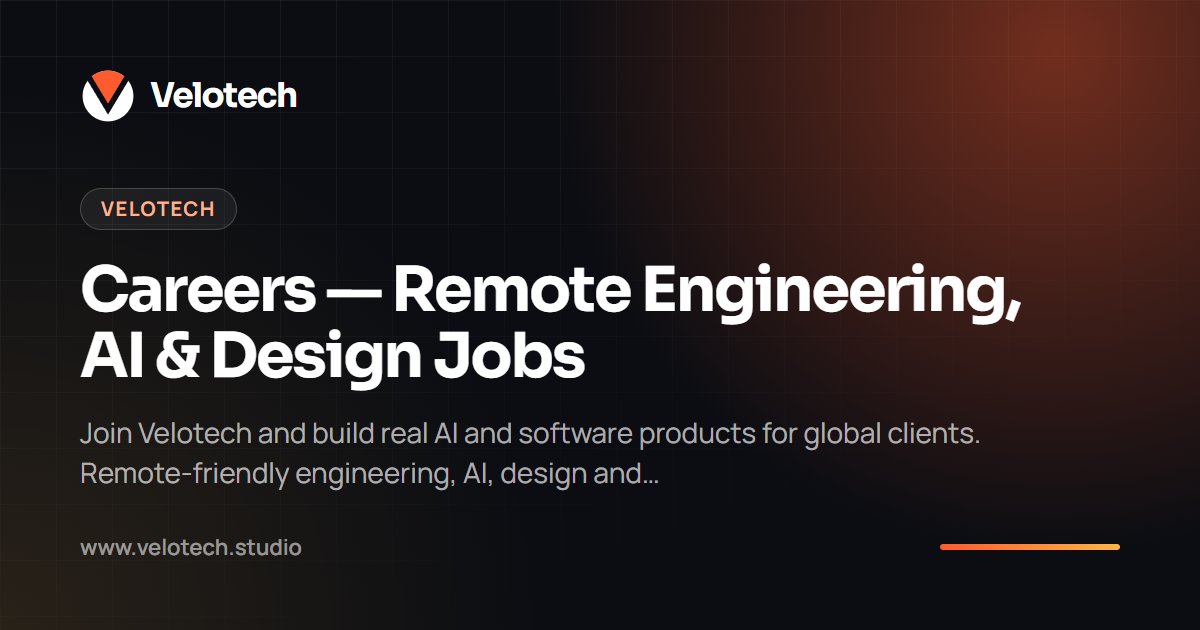 Velotech
VELOTECH
Careers — Remote Engineering,
AI & Design Jobs
Join Velotech and build real AI and software products for global clients.
Remote-friendly engineering, AI, design and...
www.velotech.studio